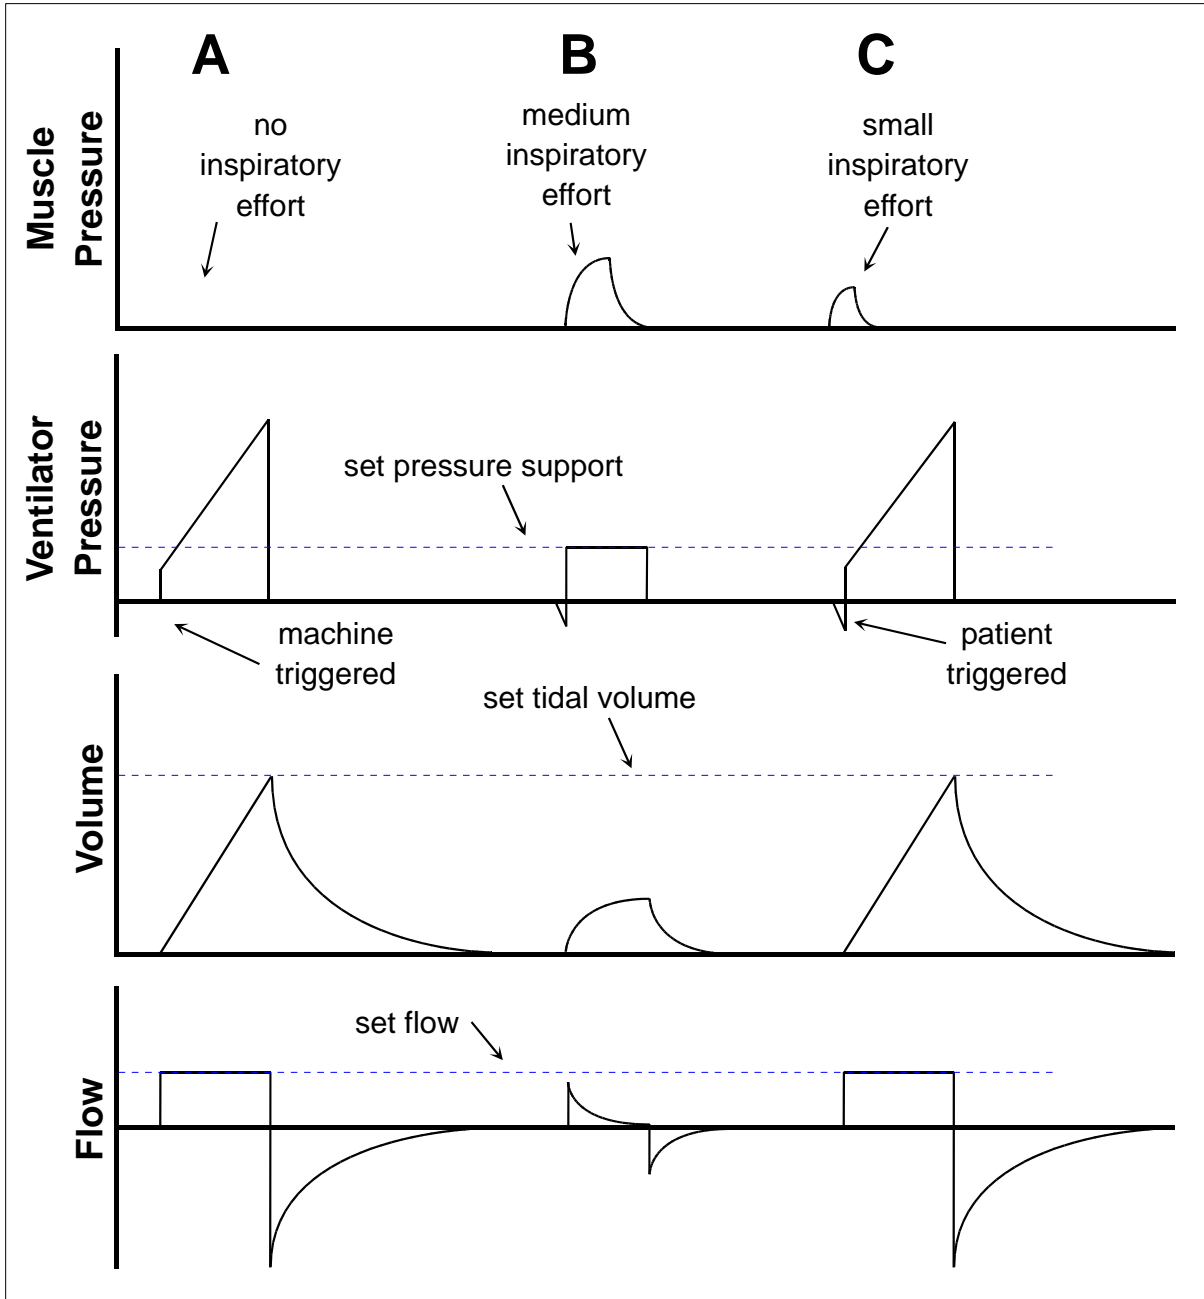 A
B
C
no
inspiratory
effort
medium
inspiratory
effort
small
inspiratory
effort
Muscle
Pressure
set pressure support
Ventilator
Pressure
machine
triggered
patient
triggered
set tidal volume
Volume
set flow
Flow